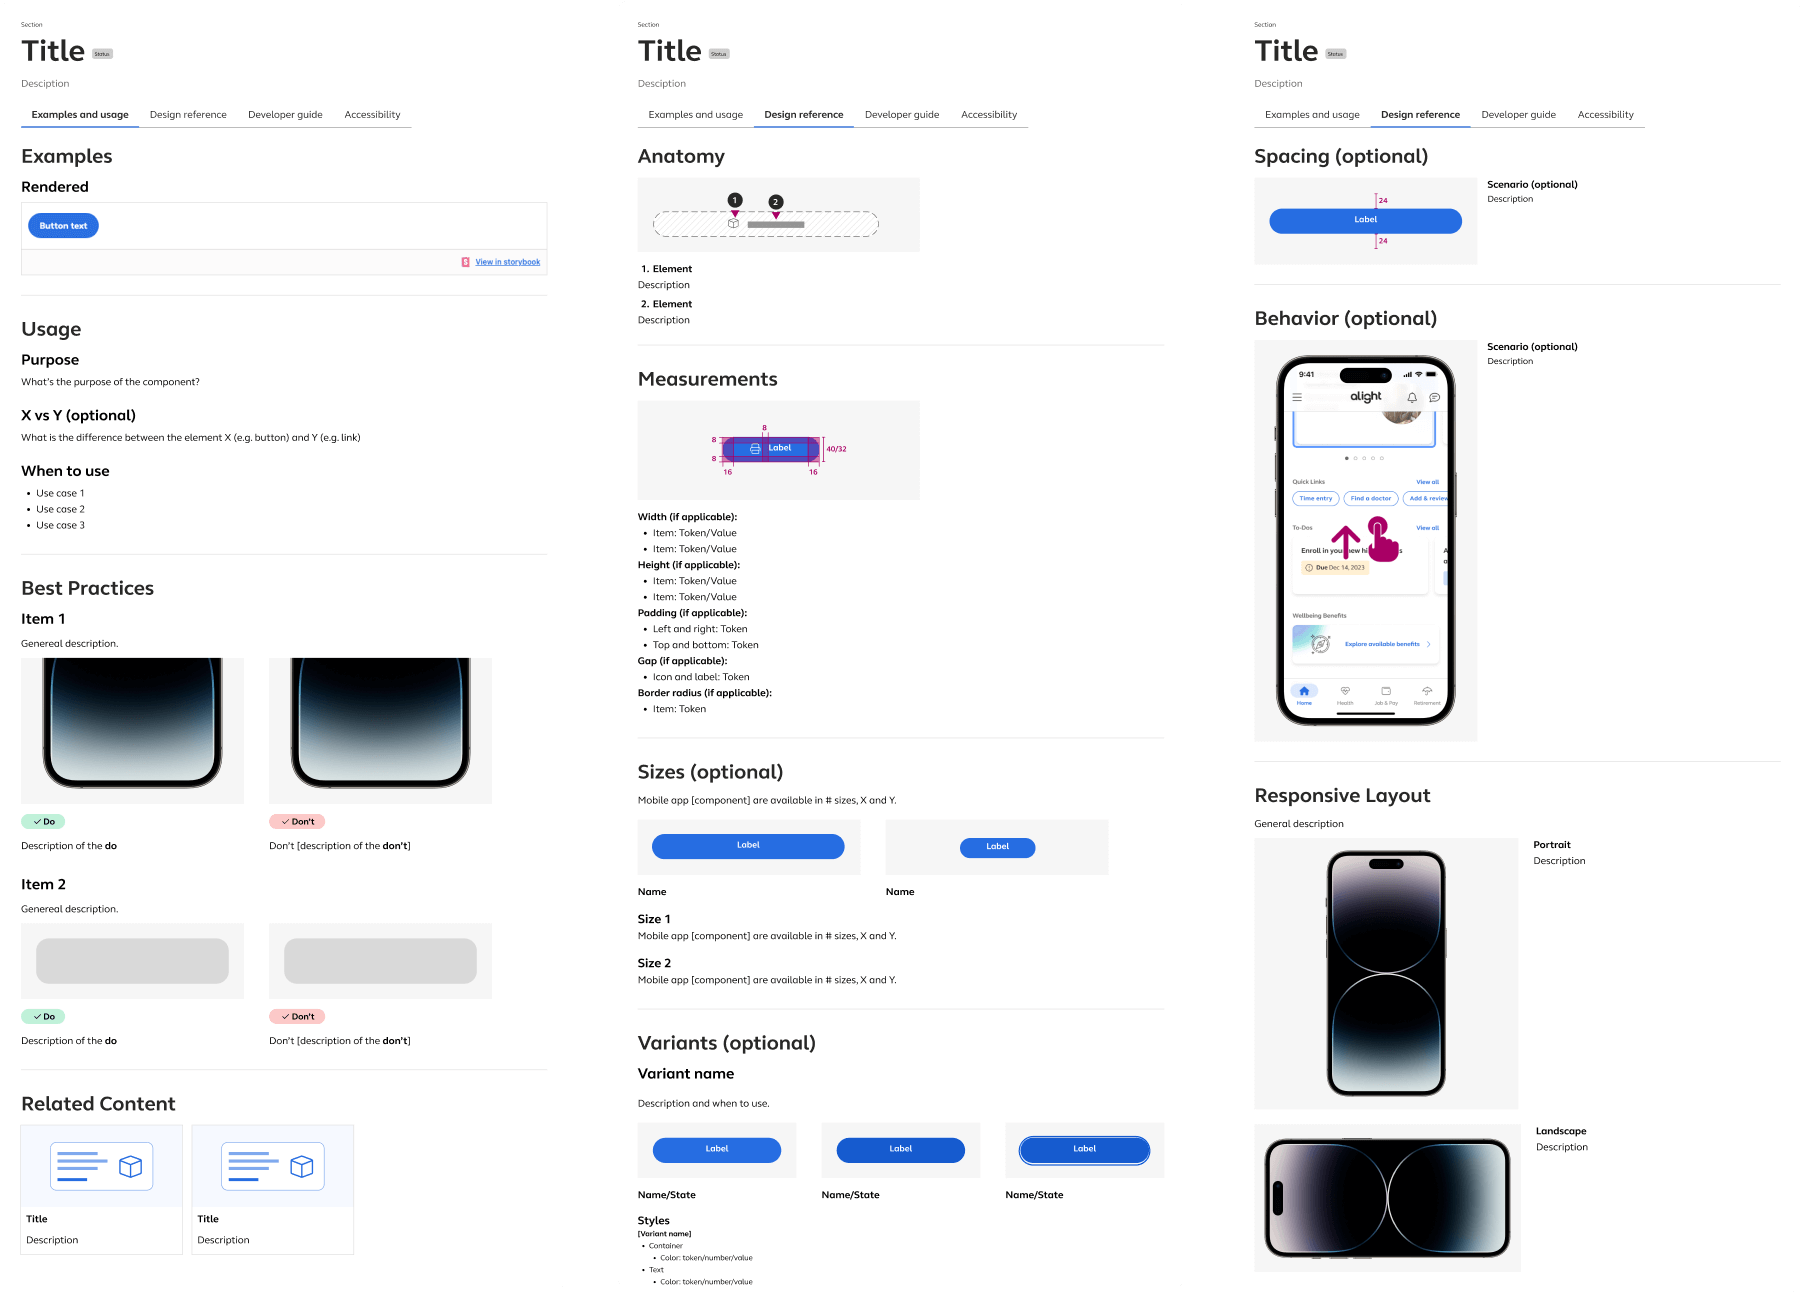 Section
Title Status
Desciption
Examples and usage Design reference Developer guide Accessibility
Examples
Rendered
Button text
View in storybook
Usage
Purpose
What's the purpose of the component?
X vs Y (optional)
What is the difference between the element X (e.g. button) and Y (e.g. link)
When to use
• Use case 1
• Use case 2
• Use case 3
Best Practices
Item 1
Genereal description.
Do
Don't
Description of the do
Don't [description of the don't]
Item 2
Genereal description.
Do
Don't
Description of the do
Don't [description of the don't]
Related Content
Title
Description
Title
Description
Section
Title Status
Desciption
Examples and usage Design reference Developer guide Accessibility
Anatomy
1
2
1. Element
Description
2. Element
Description
Measurements
8
8
8
Label
40/32
16
16
Width (if applicable):
• Item: Token/Value
• Item: Token/Value
Height (if applicable):
• Item: Token/Value
• Item: Token/Value
Padding (if applicable):
• Left and right: Token
• Top and bottom: Token
Gap (if applicable):
• Icon and label: Token
Border radius (if applicable):
• Item: Token
Sizes (optional)
Mobile app [component] are available in # sizes, X and Y.
Label
Label
Name
Name
Size 1
Mobile app [component] are available in # sizes, X and Y.
Size 2
Mobile app [component] are available in # sizes, X and Y.
Variants (optional)
Variant name
Description and when to use.
Label
Label
Label
Name/State
Name/State
Name/State
Styles
[Variant name]
• Container
• Color: token/number/value
• Text
• Color: token/number/value
Section
Title Status
Desciption
Examples and usage Design reference Developer guide Accessibility
Spacing (optional)
24
Label
24
Scenario (optional)
Description
Behavior (optional)
Scenario (optional)
Description
9:41
alight
Quick Links View all
Time entry Find a doctor Add & review
To-Dos View all
Enroll in your new
Due Dec 14, 2023
Wellbeing Benefits
Explore available benefits
Home Health Job & Pay Retirement
Responsive Layout
General description
Portrait
Description
Landscape
Description